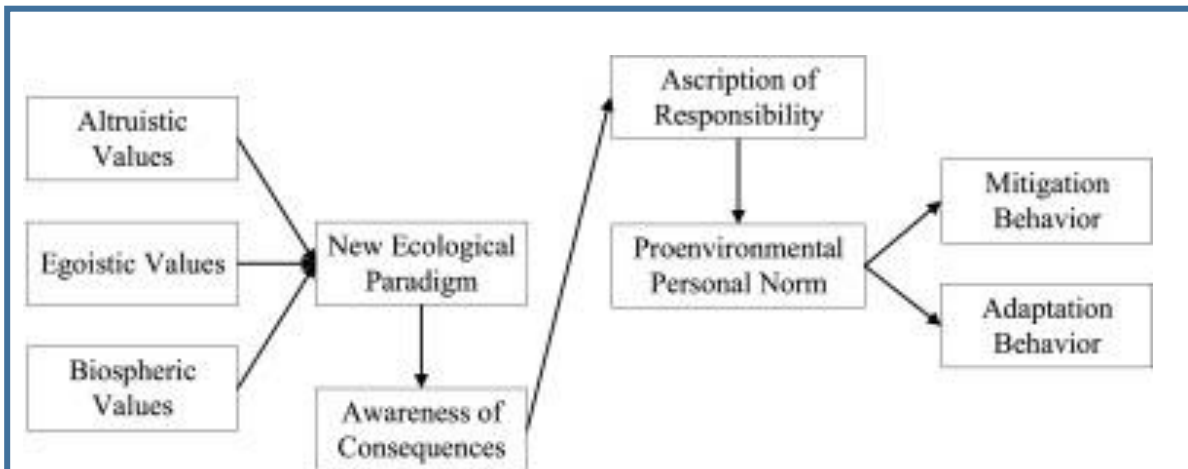 Altruistic
Values
Egoistic Values
Biospheric
Values
New Ecological
Paradigm
Awareness of
Consequences
Ascription of
Responsibility
Proenvironmental
Personal Norm
Mitigation
Behavior
Adaptation
Behavior